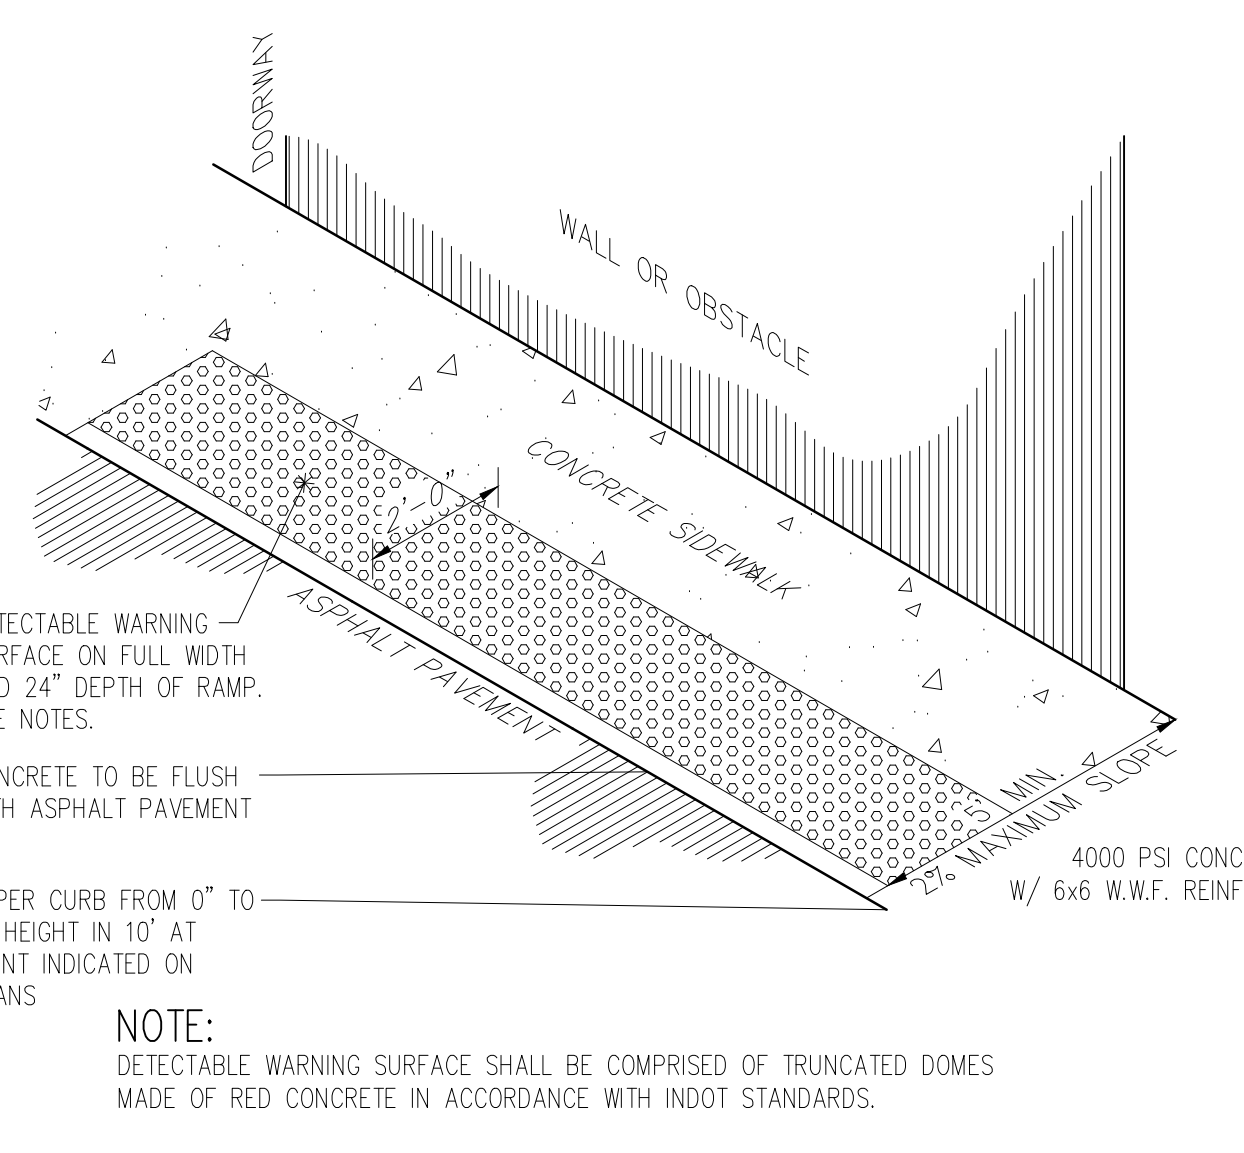 DOORWAY
WALL OR OBSTACLE
CONCRETE SIDEWALK
2'-0"
ASPHALT PAVEMENT
TECTABLE WARNING
RFACE ON FULL WIDTH
D 24" DEPTH OF RAMP.
E NOTES.
NCRETE TO BE FLUSH
TH ASPHALT PAVEMENT
5' MIN.
2% MAXIMUM SLOPE
4000 PSI CONC
W/ 6x6 W.W.F. REINF
PER CURB FROM 0" TO
HEIGHT IN 10' AT
NT INDICATED ON
ANS
NOTE:
DETECTABLE WARNING SURFACE SHALL BE COMPRISED OF TRUNCATED DOMES
MADE OF RED CONCRETE IN ACCORDANCE WITH INDOT STANDARDS.